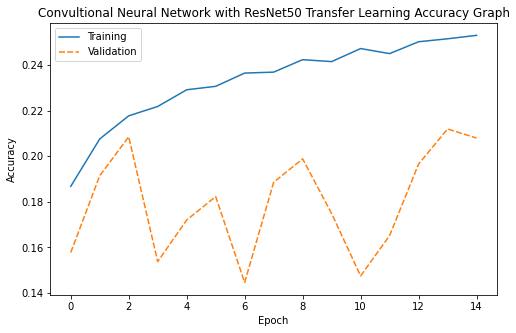 Convultional Neural Network with ResNet50 Transfer Learning Accuracy Graph
Training
Validation
Accuracy
0.24
0.22
0.20
0.18
0.16
0.14
0 2 4 6 8 10 12 14
Epoch